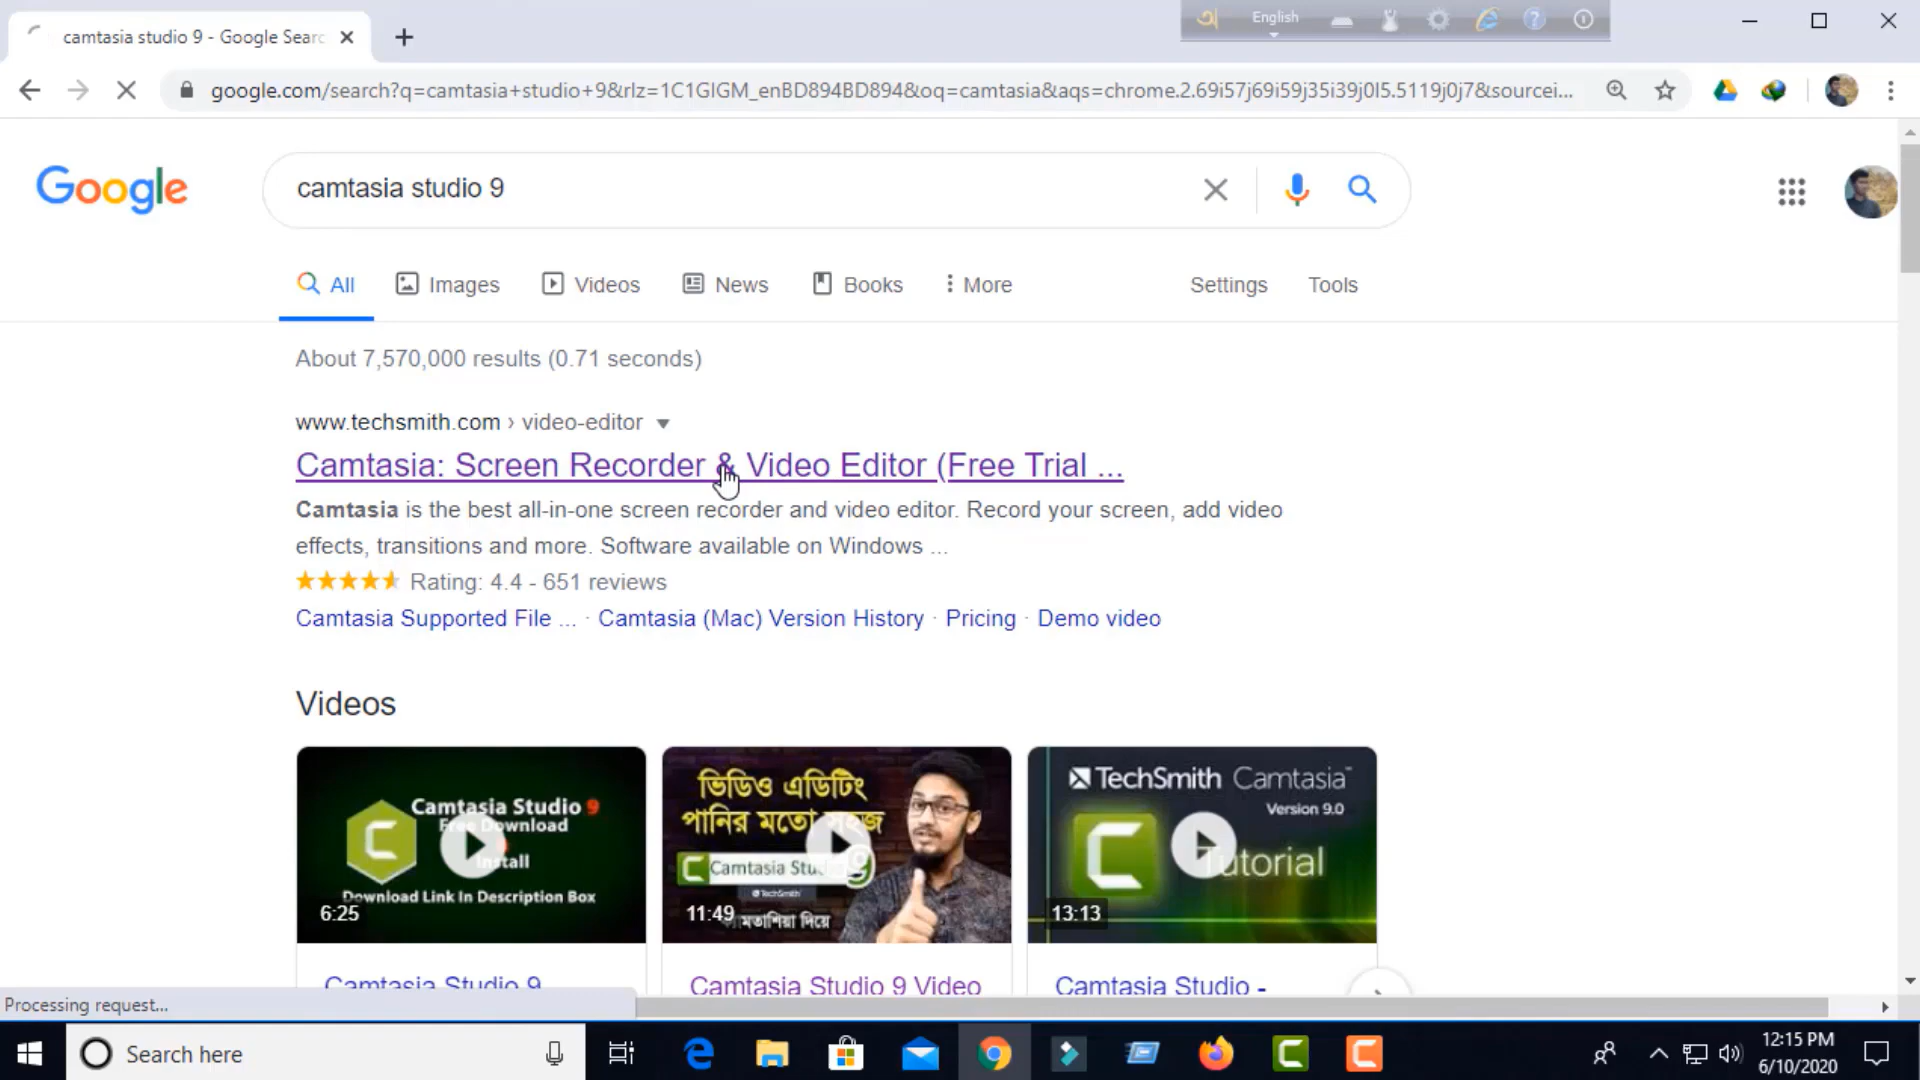 camtasia studio 9 - Google Searc
English
google.com/search?q=camtasia+studio+9&rlz=1C1GIGM_enBD894BD894&oq=camtasia&aqs=chrome.2.69i57j69i59j35i39j0l5.5119j0j7&sourcei...
Google
camtasia studio 9
All
Images
Videos
News
Books
More
Settings
Tools
About 7,570,000 results (0.71 seconds)
www.techsmith.com › video-editor
Camtasia: Screen Recorder & Video Editor (Free Trial ...
Camtasia is the best all-in-one screen recorder and video editor. Record your screen, add video
effects, transitions and more. Software available on Windows ...
Rating: 4.4 - 651 reviews
Camtasia Supported File ... · Camtasia (Mac) Version History · Pricing · Demo video
Videos
Camtasia Studio 9
Free Download
Install
Download Link In Description Box
6:25
ভিডিও এডিটিং
পানির মতো সহজ
Camtasia
TechSmith
দিয়ে
11:49
TechSmith Camtasia
Version 9.0
Tutorial
13:13
Camtasia Studio 9
Camtasia Studio 9 Video
Camtasia Studio -
Processing request...
Search here
12:15 PM
6/10/2020